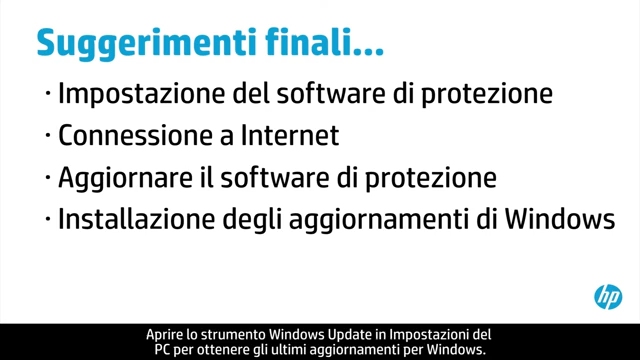 Suggerimenti finali...
· Impostazione del software di protezione
· Connessione a Internet
· Aggiornare il software di protezione
· Installazione degli aggiornamenti di Windows
hp
Aprire lo strumento Windows Update in Impostazioni del
PC per ottenere gli ultimi aggiornamenti per Windows.